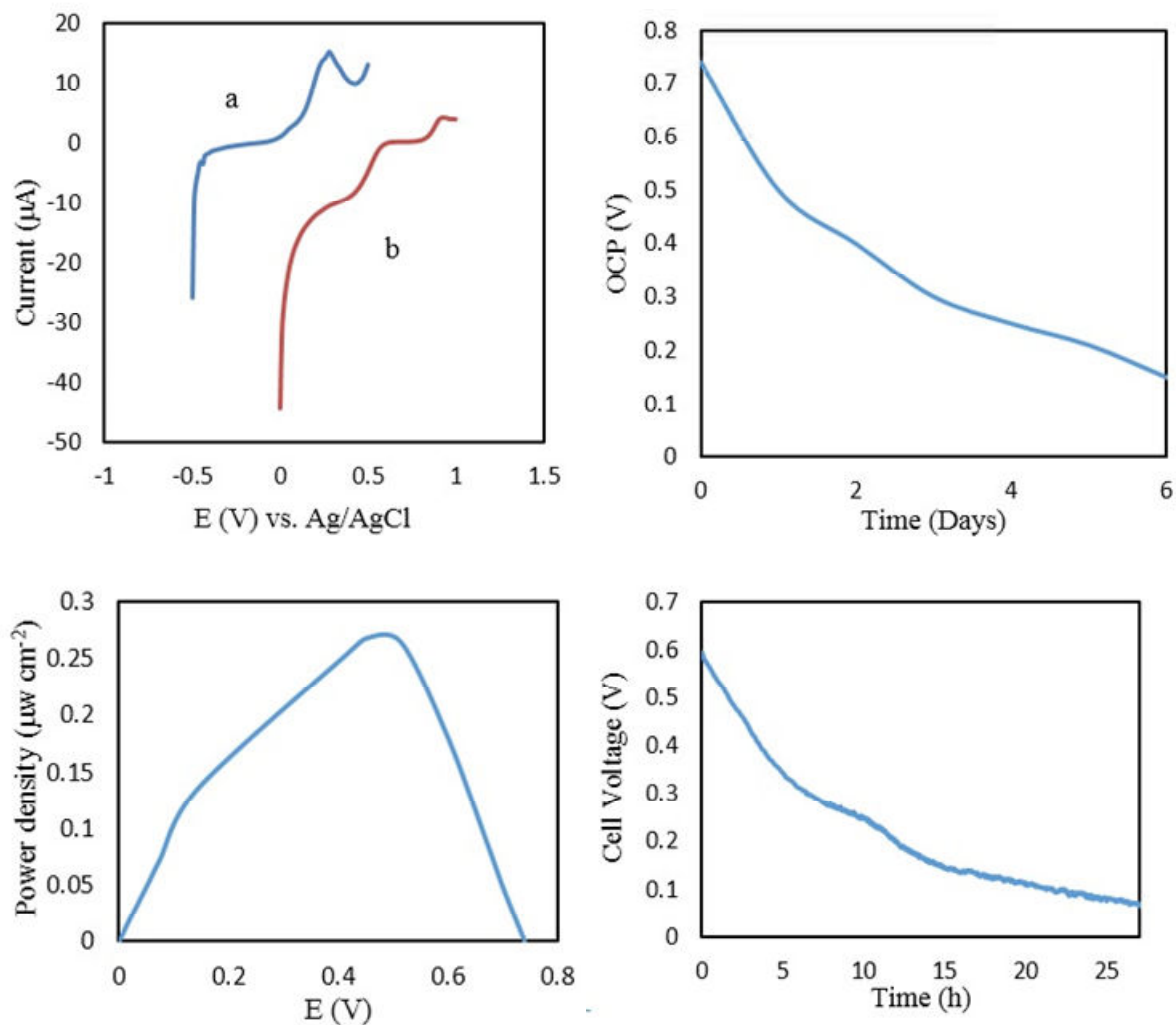 20
10
0
-10
-20
-30
-40
-50
Current (µA)
a
b
-1 -0.5 0 0.5 1 1.5
E (V) vs. Ag/AgCl
0.8
0.7
0.6
0.5
0.4
0.3
0.2
0.1
0
OCP (V)
0 2 4 6
Time (Days)
0.3
0.25
0.2
0.15
0.1
0.05
0
Power density (µw cm⁻²)
0 0.2 0.4 0.6 0.8
E (V)
0.7
0.6
0.5
0.4
0.3
0.2
0.1
0
Cell Voltage (V)
0 5 10 15 20 25
Time (h)